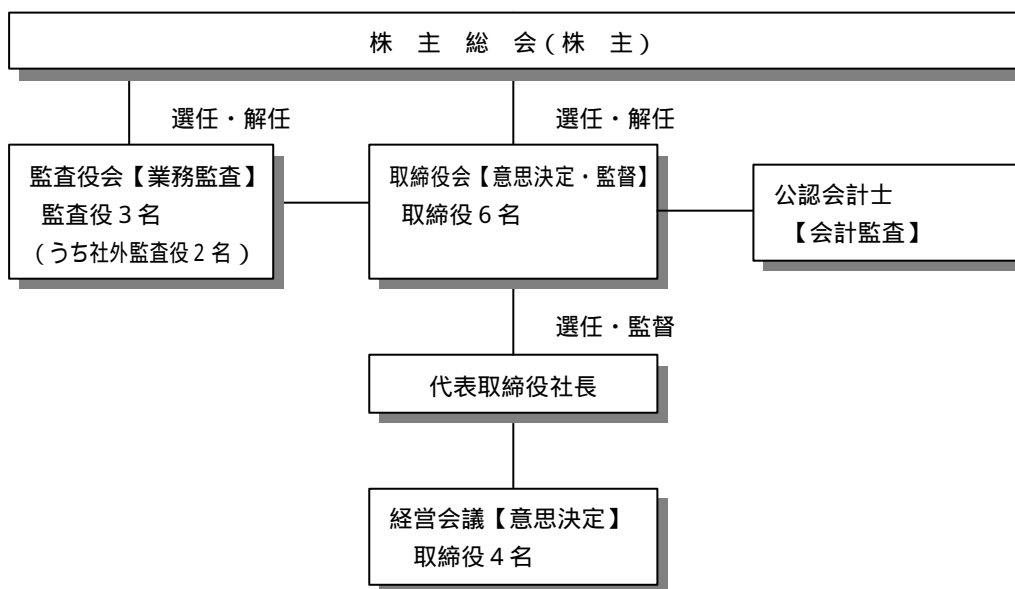 株 主 総 会(株 主)
選任・解任
選任・解任
監査役会【業務監査】
監査役3名
(うち社外監査役2名)
取締役会【意思決定・監督】
取締役6名
公認会計士
【会計監査】
選任・監督
代表取締役社長
経営会議【意思決定】
取締役4名